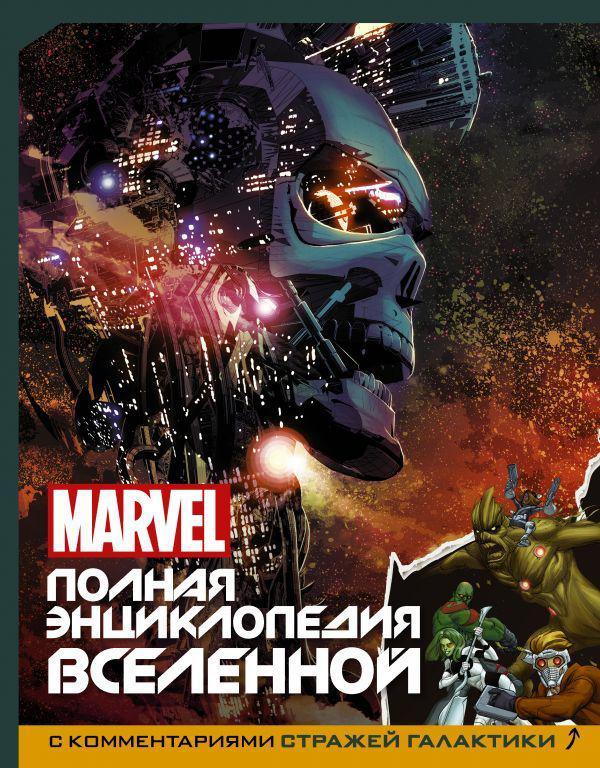 MARVEL
ПОЛНАЯ
ЭНЦИКЛОПЕДИЯ
ВСЕЛЕННОЙ
С КОММЕНТАРИЯМИ СТРАЖЕЙ ГАЛАКТИКИ